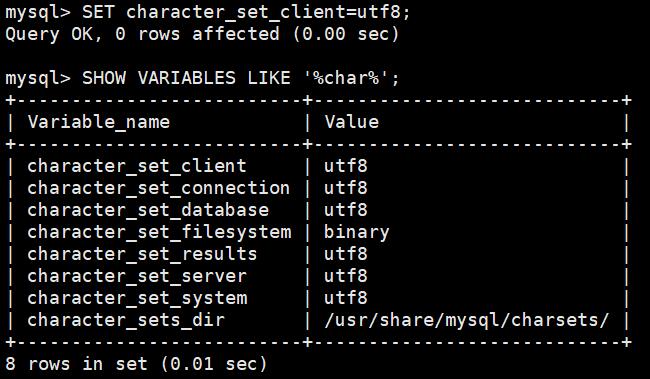 mysql> SET character_set_client=utf8;
Query OK, 0 rows affected (0.00 sec)
mysql> SHOW VARIABLES LIKE '%char%';
+--------------------------+----------------------------+
| Variable_name            | Value                      |
+--------------------------+----------------------------+
| character_set_client     | utf8                       |
| character_set_connection | utf8                       |
| character_set_database   | utf8                       |
| character_set_filesystem | binary                     |
| character_set_results    | utf8                       |
| character_set_server     | utf8                       |
| character_set_system     | utf8                       |
| character_sets_dir       | /usr/share/mysql/charsets/ |
+--------------------------+----------------------------+
8 rows in set (0.01 sec)